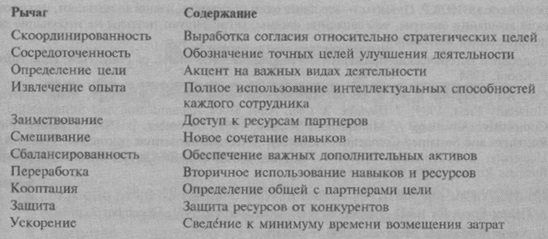 Рычаг Содержание
Скоординированность Выработка согласия относительно стратегических целей
Сосредоточенность Обозначение точных целей улучшения деятельности
Определение цели Акцент на важных видах деятельности
Извлечение опыта Полное использование интеллектуальных способностей
каждого сотрудника
Заимствование Доступ к ресурсам партнеров
Смешивание Новое сочетание навыков
Сбалансированность Обеспечение важных дополнительных активов
Переработка Вторичное использование навыков и ресурсов
Кооптация Определение общей с партнерами цели
Защита Защита ресурсов от конкурентов
Ускорение Сведе́ние к минимуму времени возмещения затрат